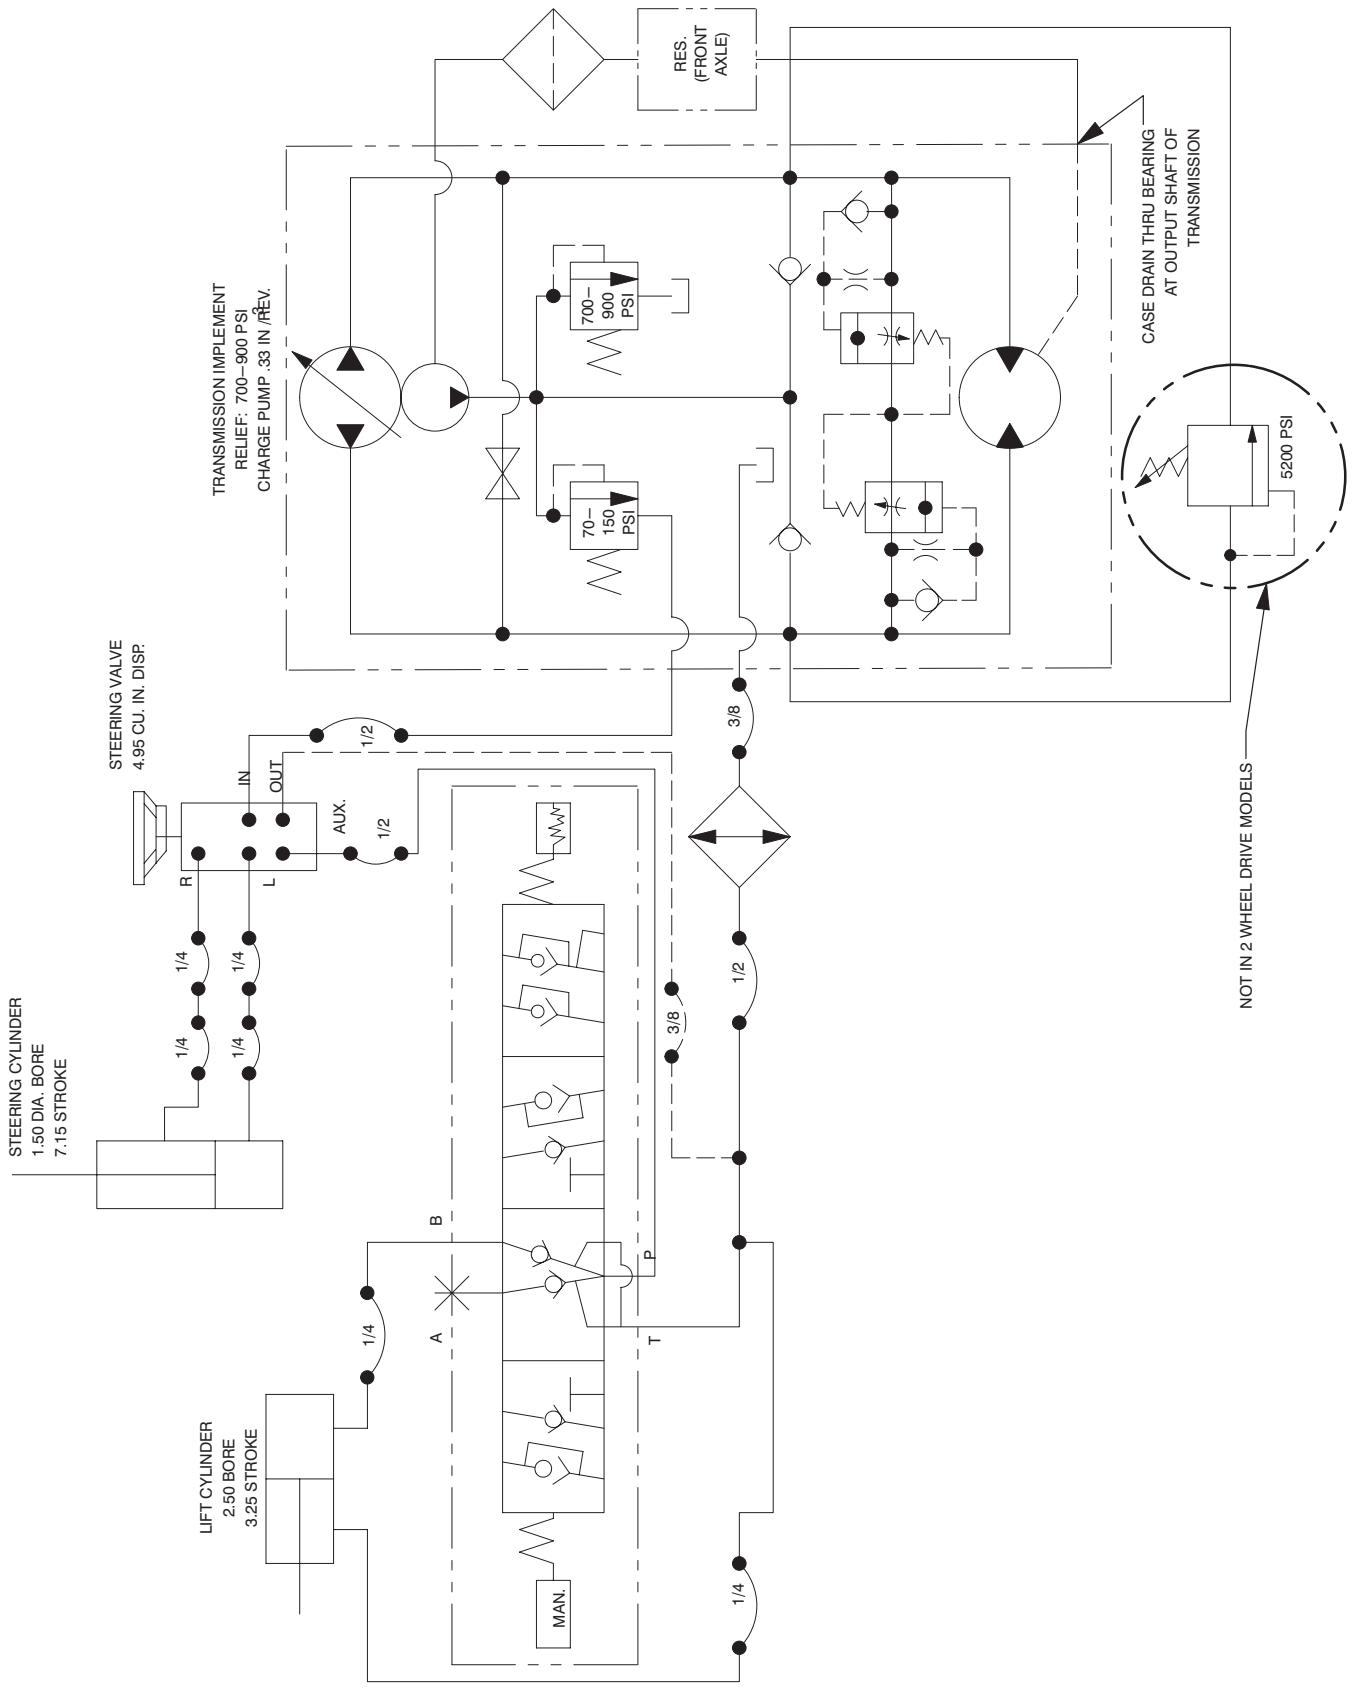 STEERING CYLINDER
1.50 DIA. BORE
7.15 STROKE
STEERING VALVE
4.95 CU. IN. DISP.
R
L
IN
OUT
AUX.
1/4
1/4
1/4
1/4
1/2
1/2
LIFT CYLINDER
2.50 BORE
3.25 STROKE
1/4
A
B
P
T
MAN.
1/4
3/8
1/2
3/8
TRANSMISSION IMPLEMENT
RELIEF: 700–900 PSI
CHARGE PUMP .33 IN³/REV.
70–
150
PSI
700–
900
PSI
RES.
(FRONT
AXLE)
CASE DRAIN THRU BEARING
AT OUTPUT SHAFT OF
TRANSMISSION
5200 PSI
NOT IN 2 WHEEL DRIVE MODELS